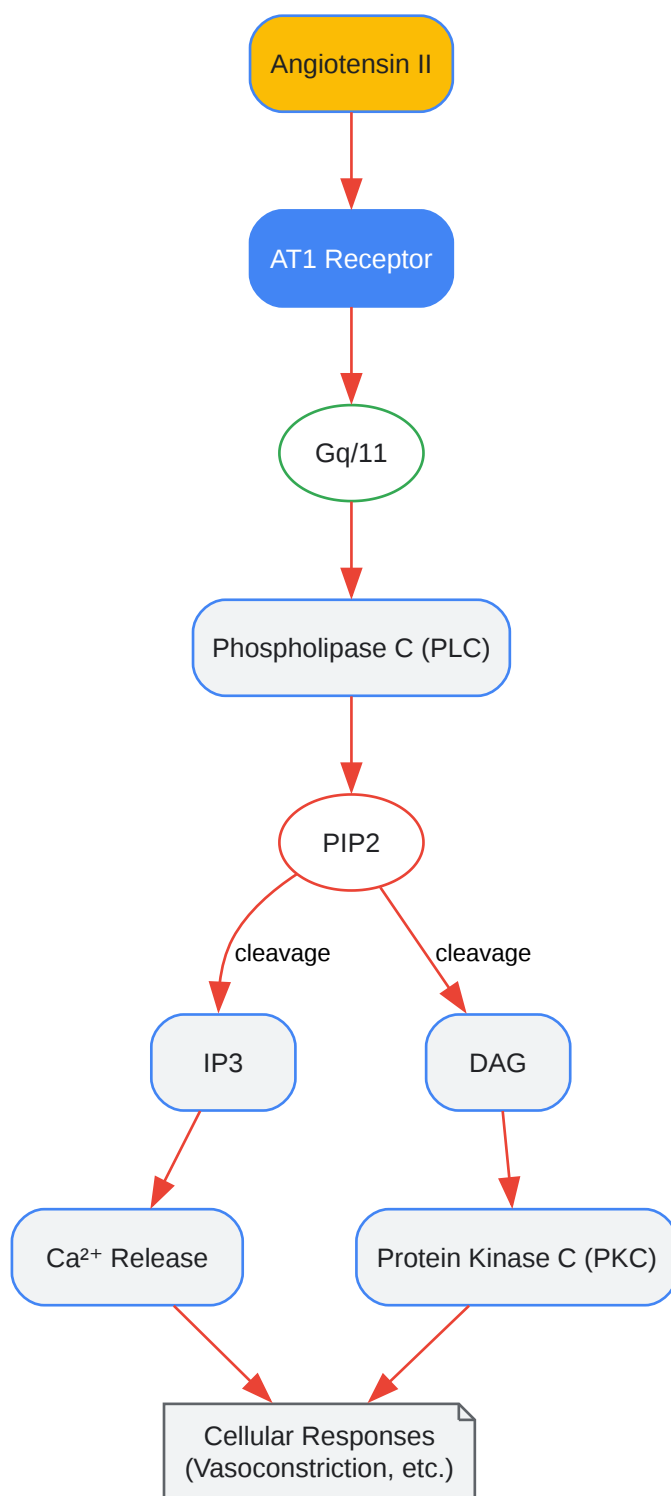 Angiotensin II
AT1 Receptor
Gq/11
Phospholipase C (PLC)
PIP2
cleavage
cleavage
IP3
DAG
Ca²⁺ Release
Protein Kinase C (PKC)
Cellular Responses
(Vasoconstriction, etc.)